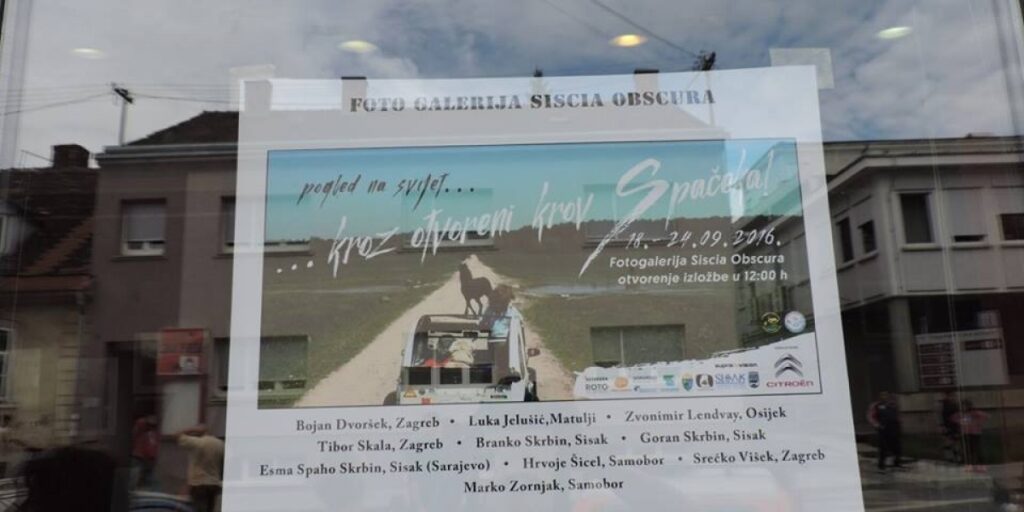 FOTO GALERIJA SISCIA OBSCURA
pogled na svijet...
... kroz otvoreni krov Spačeka!
18. - 24.09.2016.
Fotogalerija Siscia Obscura
otvorenje izložbe u 12:00 h
CITROËN
ROTO
SISAK
Bojan Dvoršek, Zagreb • Luka Jelušić,Matulji • Zvonimir Lendvay, Osijek
Tibor Skala, Zagreb • Branko Skrbin, Sisak • Goran Skrbin, Sisak
Esma Spaho Skrbin, Sisak (Sarajevo) • Hrvoje Šicel, Samobor • Srećko Višek, Zagreb
Marko Zornjak, Samobor